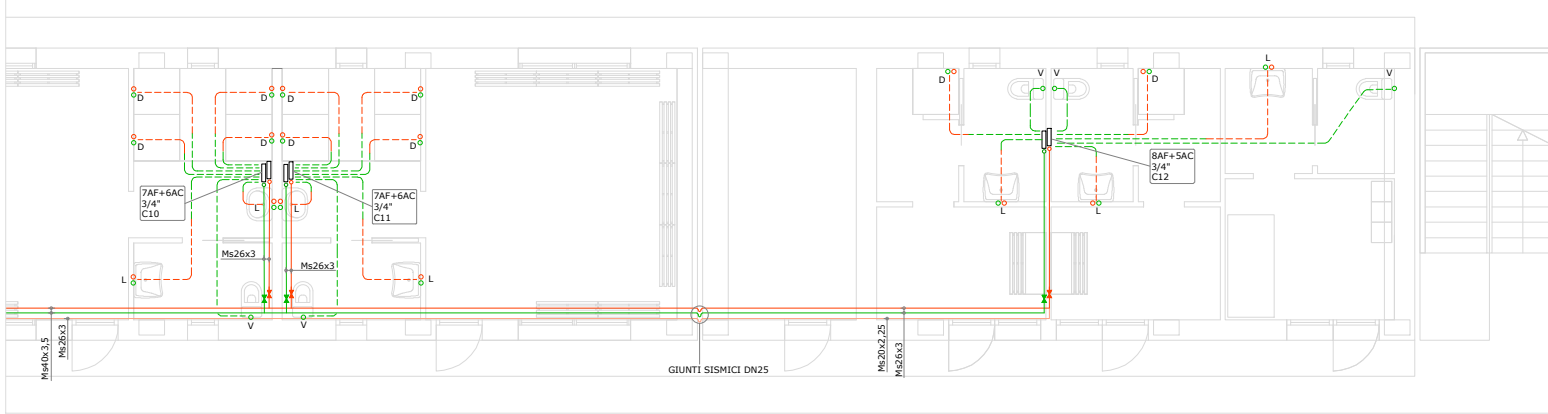 L
V
V
D
D
D
D
D
D
D
D
D
D
7AF+6AC
3/4"
C10
7AF+6AC
3/4"
C11
8AF+5AC
3/4"
C12
L
L
L
L
Ms26x3
Ms26x3
L
L
V
V
Ms40x3,5
Ms26x3
GIUNTI SISMICI DN25
Ms20x2,25
Ms26x3